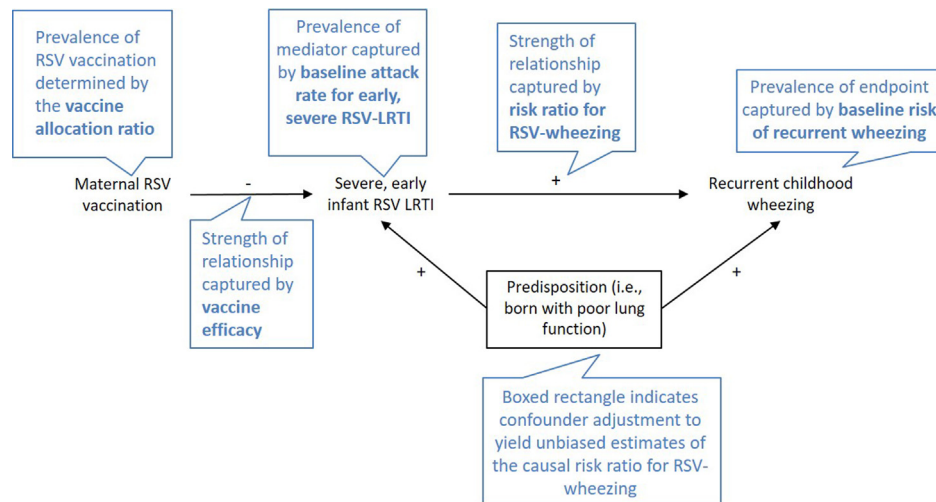 Prevalence of
RSV vaccination
determined by
the vaccine
allocation ratio
Prevalence of
mediator captured
by baseline attack
rate for early,
severe RSV-LRTI
Strength of
relationship
captured by
risk ratio for
RSV-wheezing
Prevalence of endpoint
captured by baseline risk
of recurrent wheezing
Maternal RSV
vaccination
-
Severe, early
infant RSV LRTI
+
Recurrent childhood
wheezing
Strength of
relationship
captured by
vaccine
efficacy
+
Predisposition (i.e.,
born with poor lung
function)
+
Boxed rectangle indicates
confounder adjustment to
yield unbiased estimates of
the causal risk ratio for RSV-
wheezing